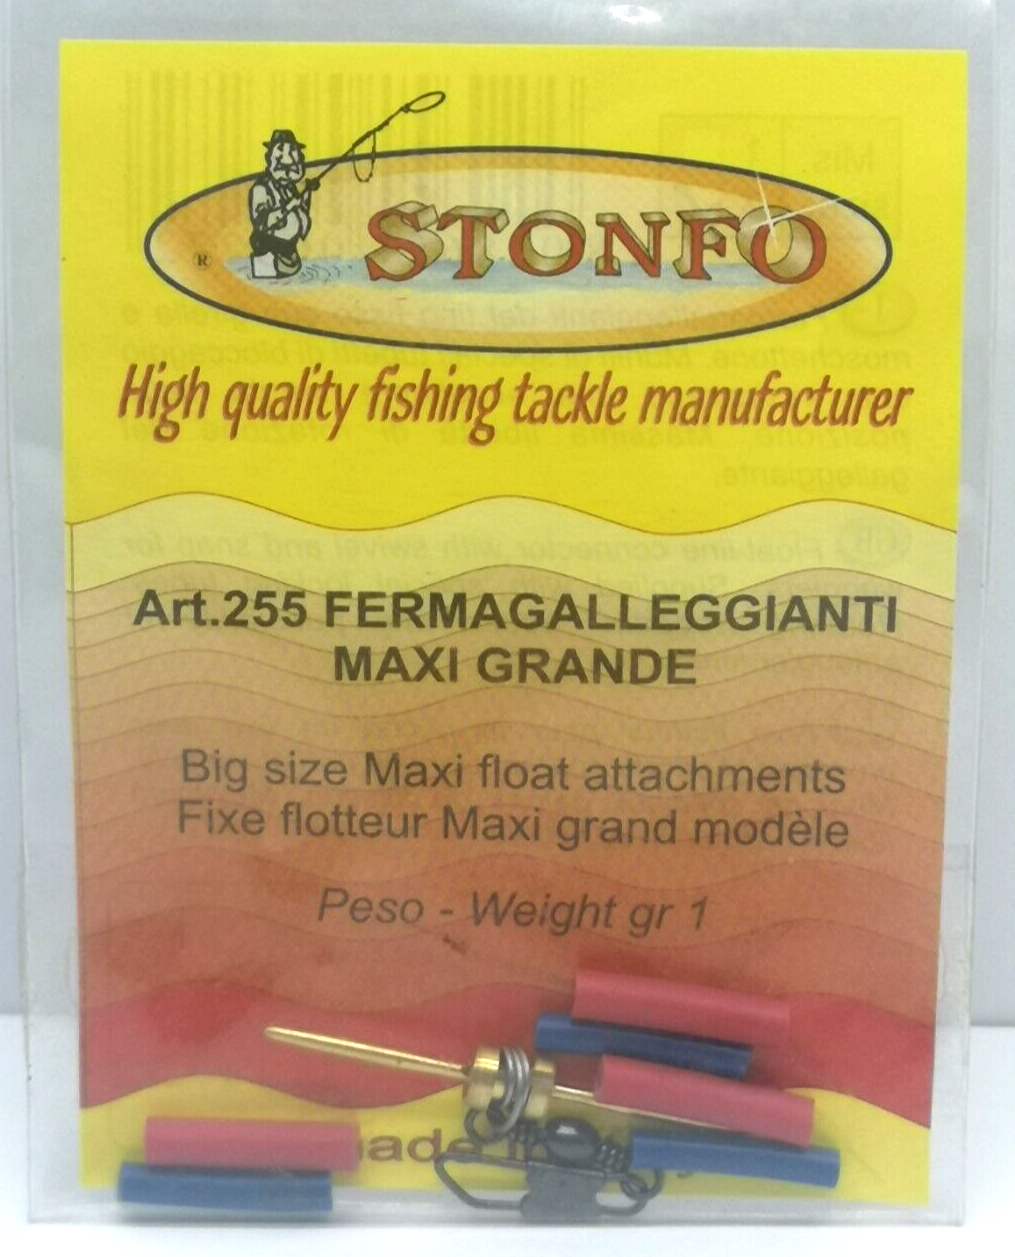 STONFO
®
High quality fishing tackle manufacturer
Art.255 FERMAGALLEGGIANTI
MAXI GRANDE
Big size Maxi float attachments
Fixe flotteur Maxi grand modèle
Peso - Weight gr 1